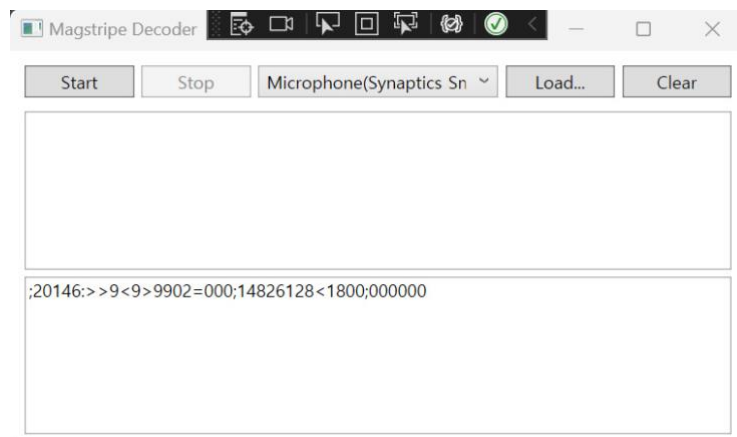 Magstripe Decoder
Start Stop Microphone(Synaptics Sn Load... Clear
;20146:>>9<9>9902=000;14826128<1800;000000